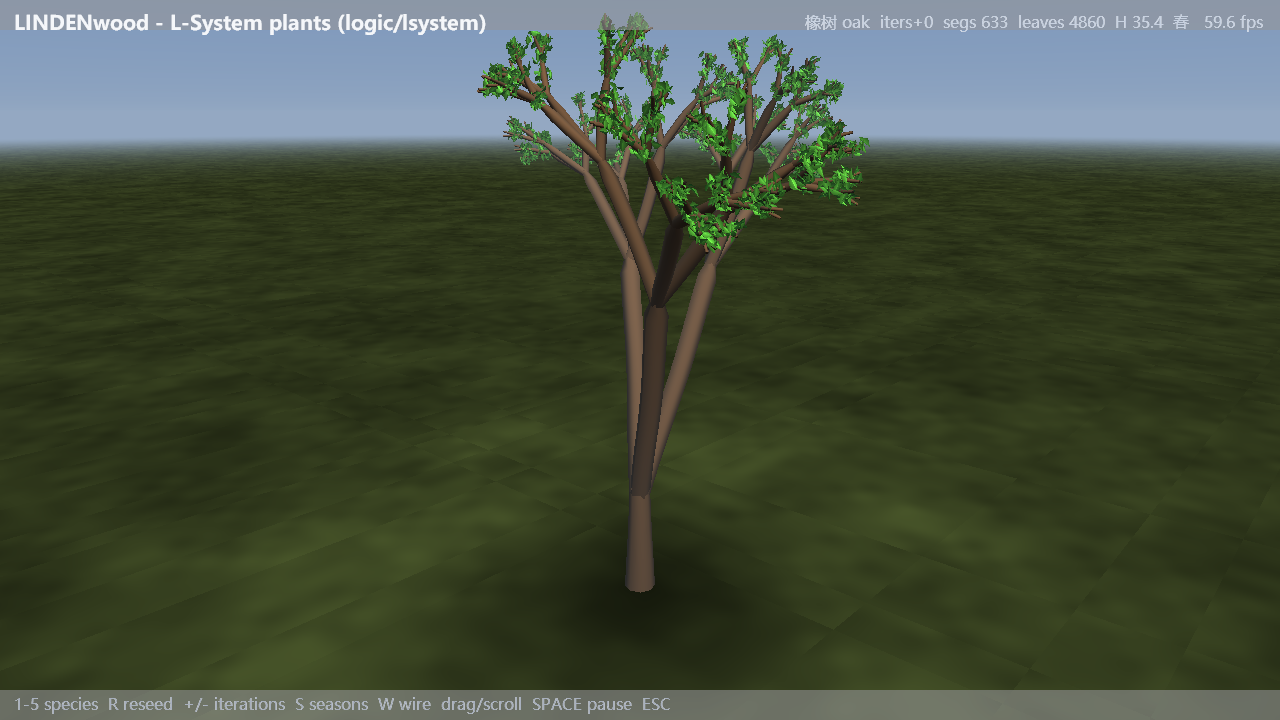 LINDENwood - L-System plants (logic/lsystem)
橡树 oak iters+0 segs 633 leaves 4860 H 35.4 春 59.6 fps
1-5 species R reseed +/- iterations S seasons W wire drag/scroll SPACE pause ESC